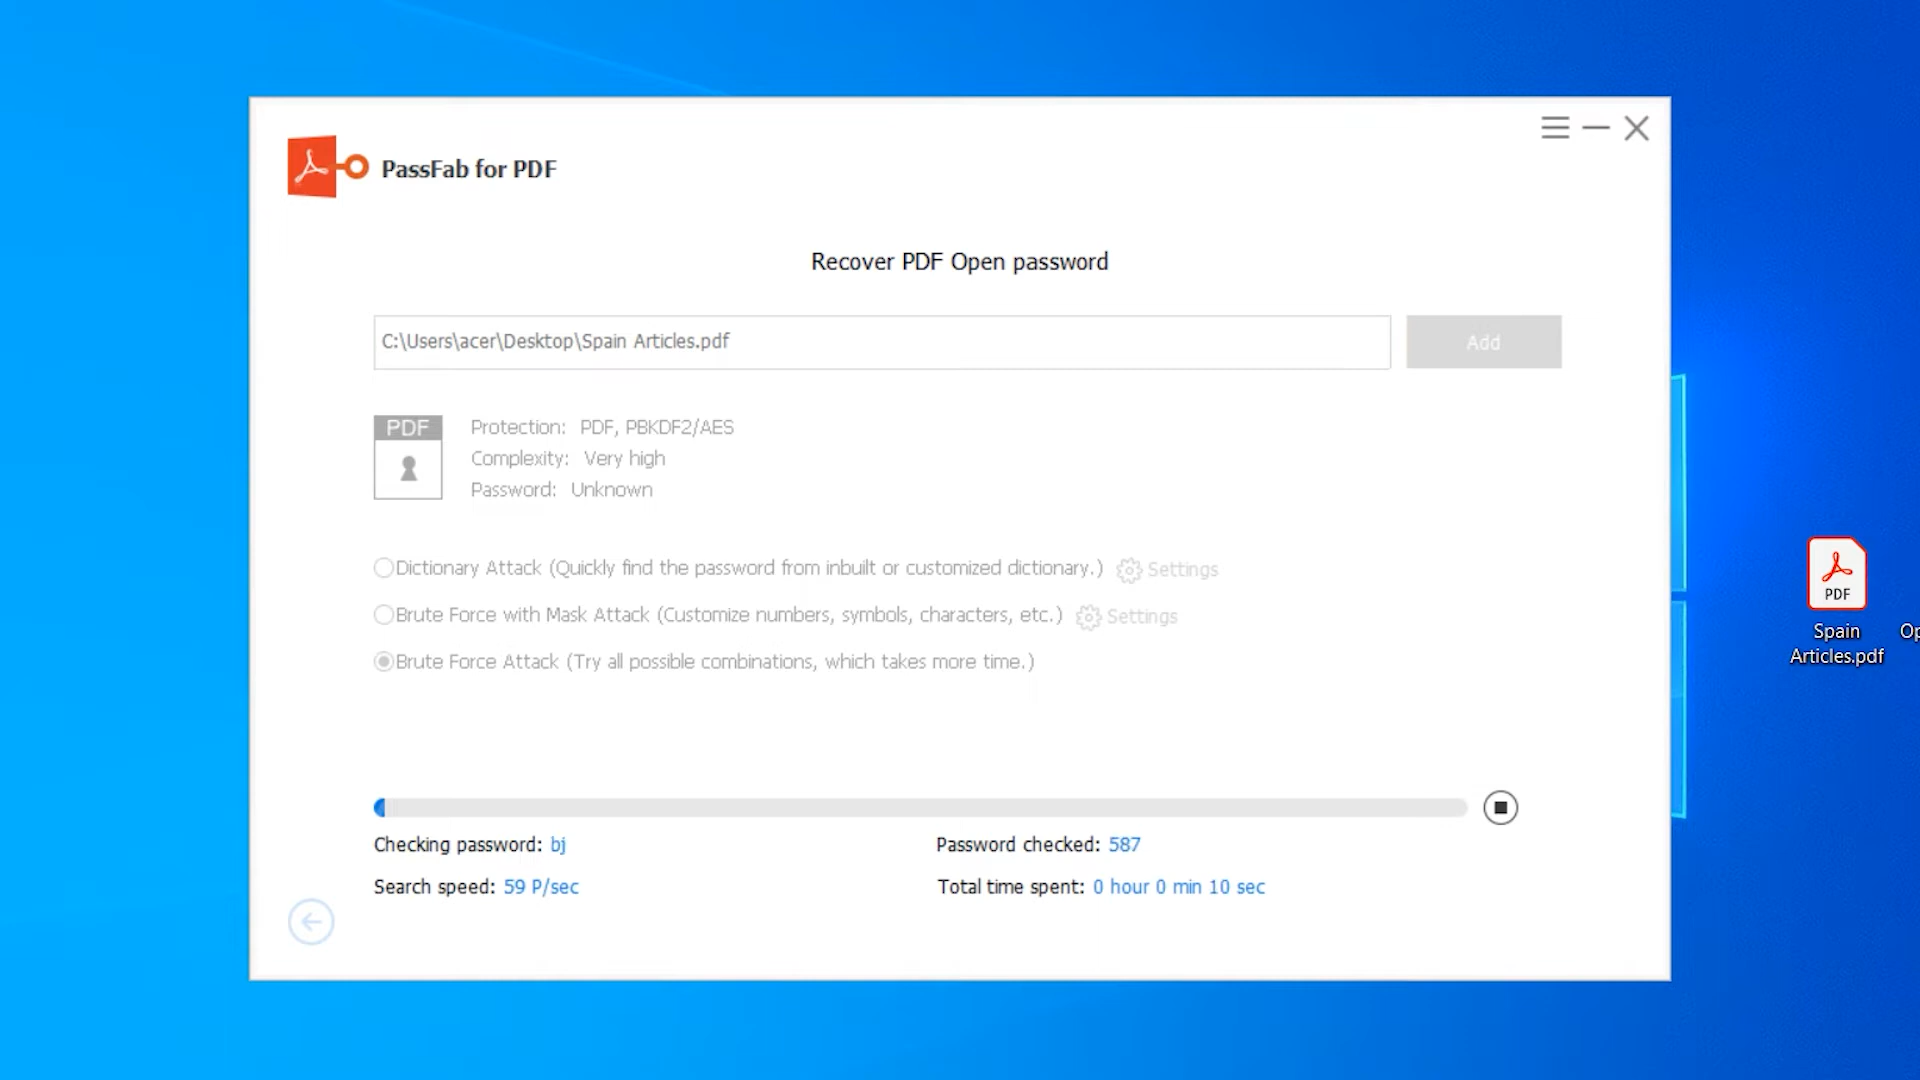 PassFab for PDF
Recover PDF Open password
C:\Users\acer\Desktop\Spain Articles.pdf
Add
PDF
Protection: PDF, PBKDF2/AES
Complexity: Very high
Password: Unknown
Dictionary Attack (Quickly find the password from inbuilt or customized dictionary.) Settings
Brute Force with Mask Attack (Customize numbers, symbols, characters, etc.) Settings
Brute Force Attack (Try all possible combinations, which takes more time.)
PDF
Spain
Articles.pdf
Checking password: bj
Password checked: 587
Search speed: 59 P/sec
Total time spent: 0 hour 0 min 10 sec